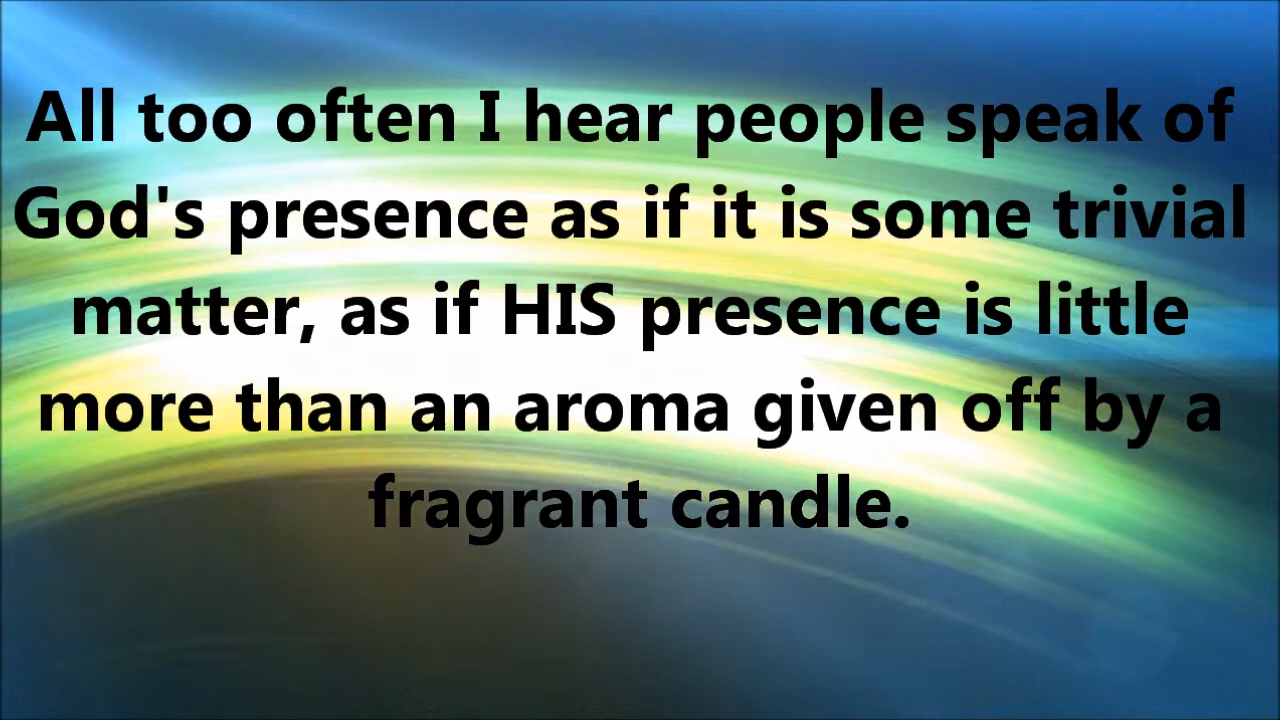 All too often I hear people speak of
God's presence as if it is some trivial
matter, as if HIS presence is little
more than an aroma given off by a
fragrant candle.